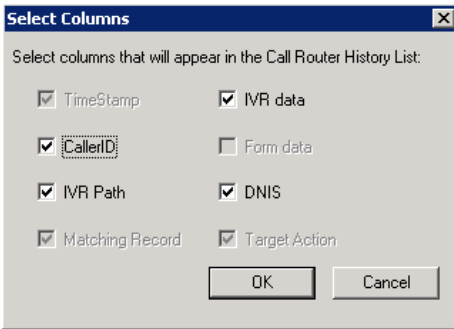 Select Columns
Select columns that will appear in the Call Router History List:
TimeStamp
IVR data
CallerID
Form data
IVR Path
DNIS
Matching Record
Target Action
OK
Cancel